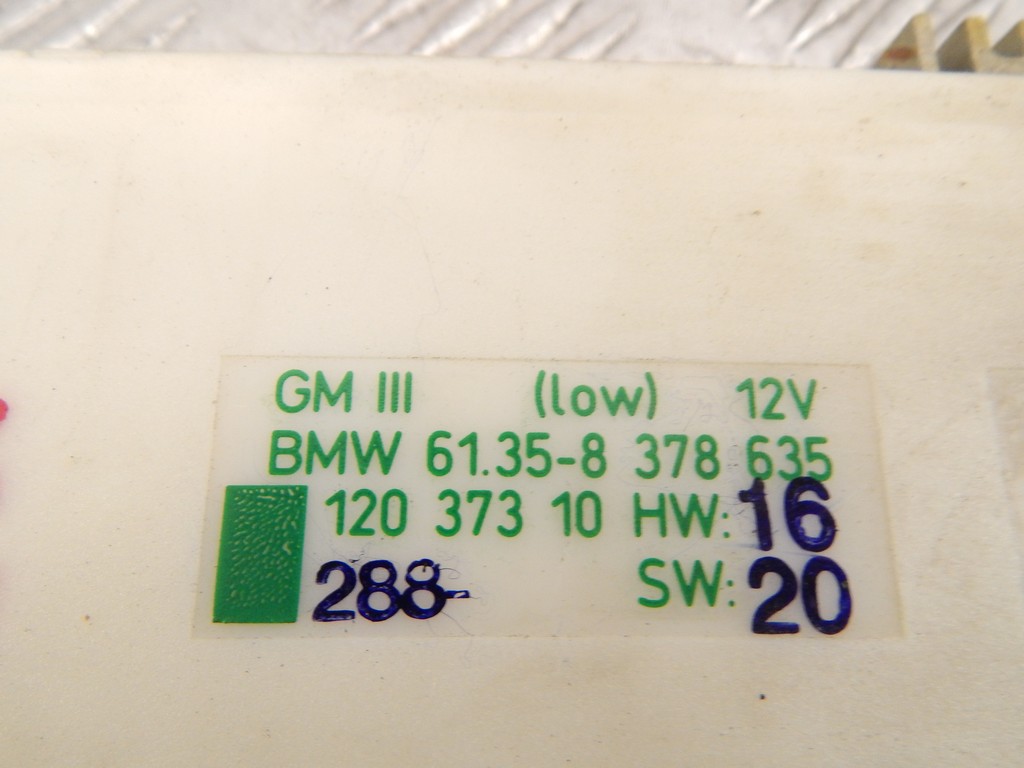 GM III (low) 12V
BMW 61.35-8 378 635
120 373 10 HW: 16
288- SW: 20